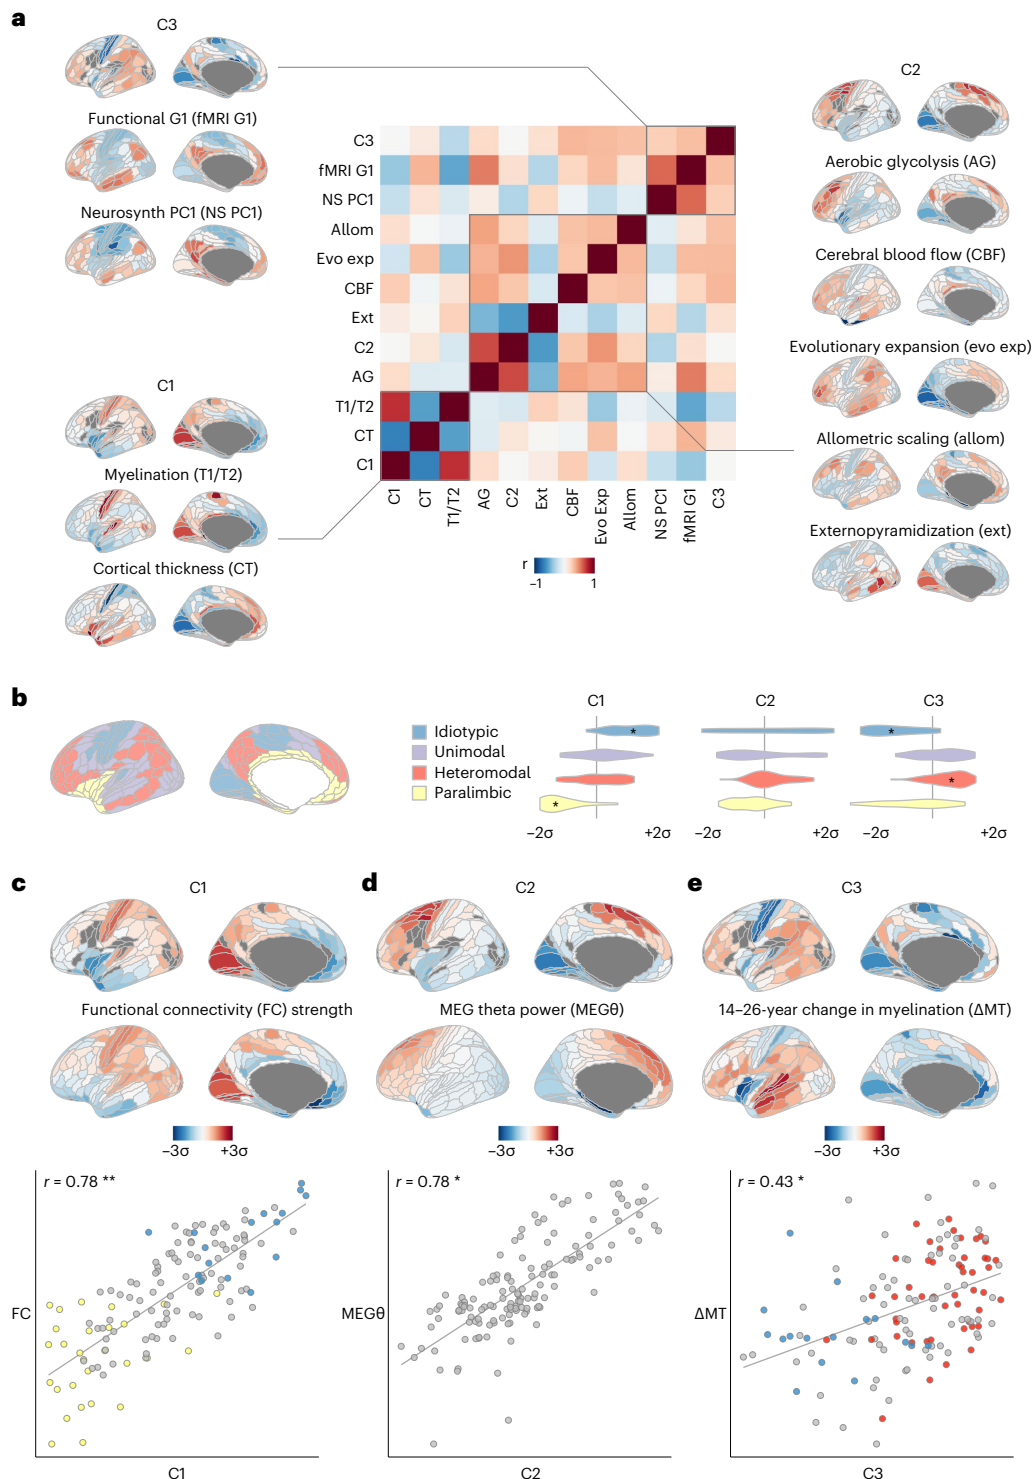 a
C3
Functional G1 (fMRI G1)
Neurosynth PC1 (NS PC1)
C1
Myelination (T1/T2)
Cortical thickness (CT)
C3
fMRI G1
NS PC1
Allom
Evo exp
CBF
Ext
C2
AG
T1/T2
CT
C1
C1
CT
T1/T2
AG
C2
Ext
CBF
Evo Exp
Allom
NS PC1
fMRI G1
C3
r
−1
1
C2
Aerobic glycolysis (AG)
Cerebral blood flow (CBF)
Evolutionary expansion (evo exp)
Allometric scaling (allom)
Externopyramidization (ext)
b
Idiotypic
Unimodal
Heteromodal
Paralimbic
C1
C2
C3
*
*
*
*
−2σ +2σ
−2σ +2σ
−2σ +2σ
c
C1
Functional connectivity (FC) strength
−3σ +3σ
r = 0.78 **
FC
C1
d
C2
MEG theta power (MEGθ)
−3σ +3σ
r = 0.78 *
MEGθ
C2
e
C3
14–26-year change in myelination (ΔMT)
−3σ +3σ
r = 0.43 *
ΔMT
C3